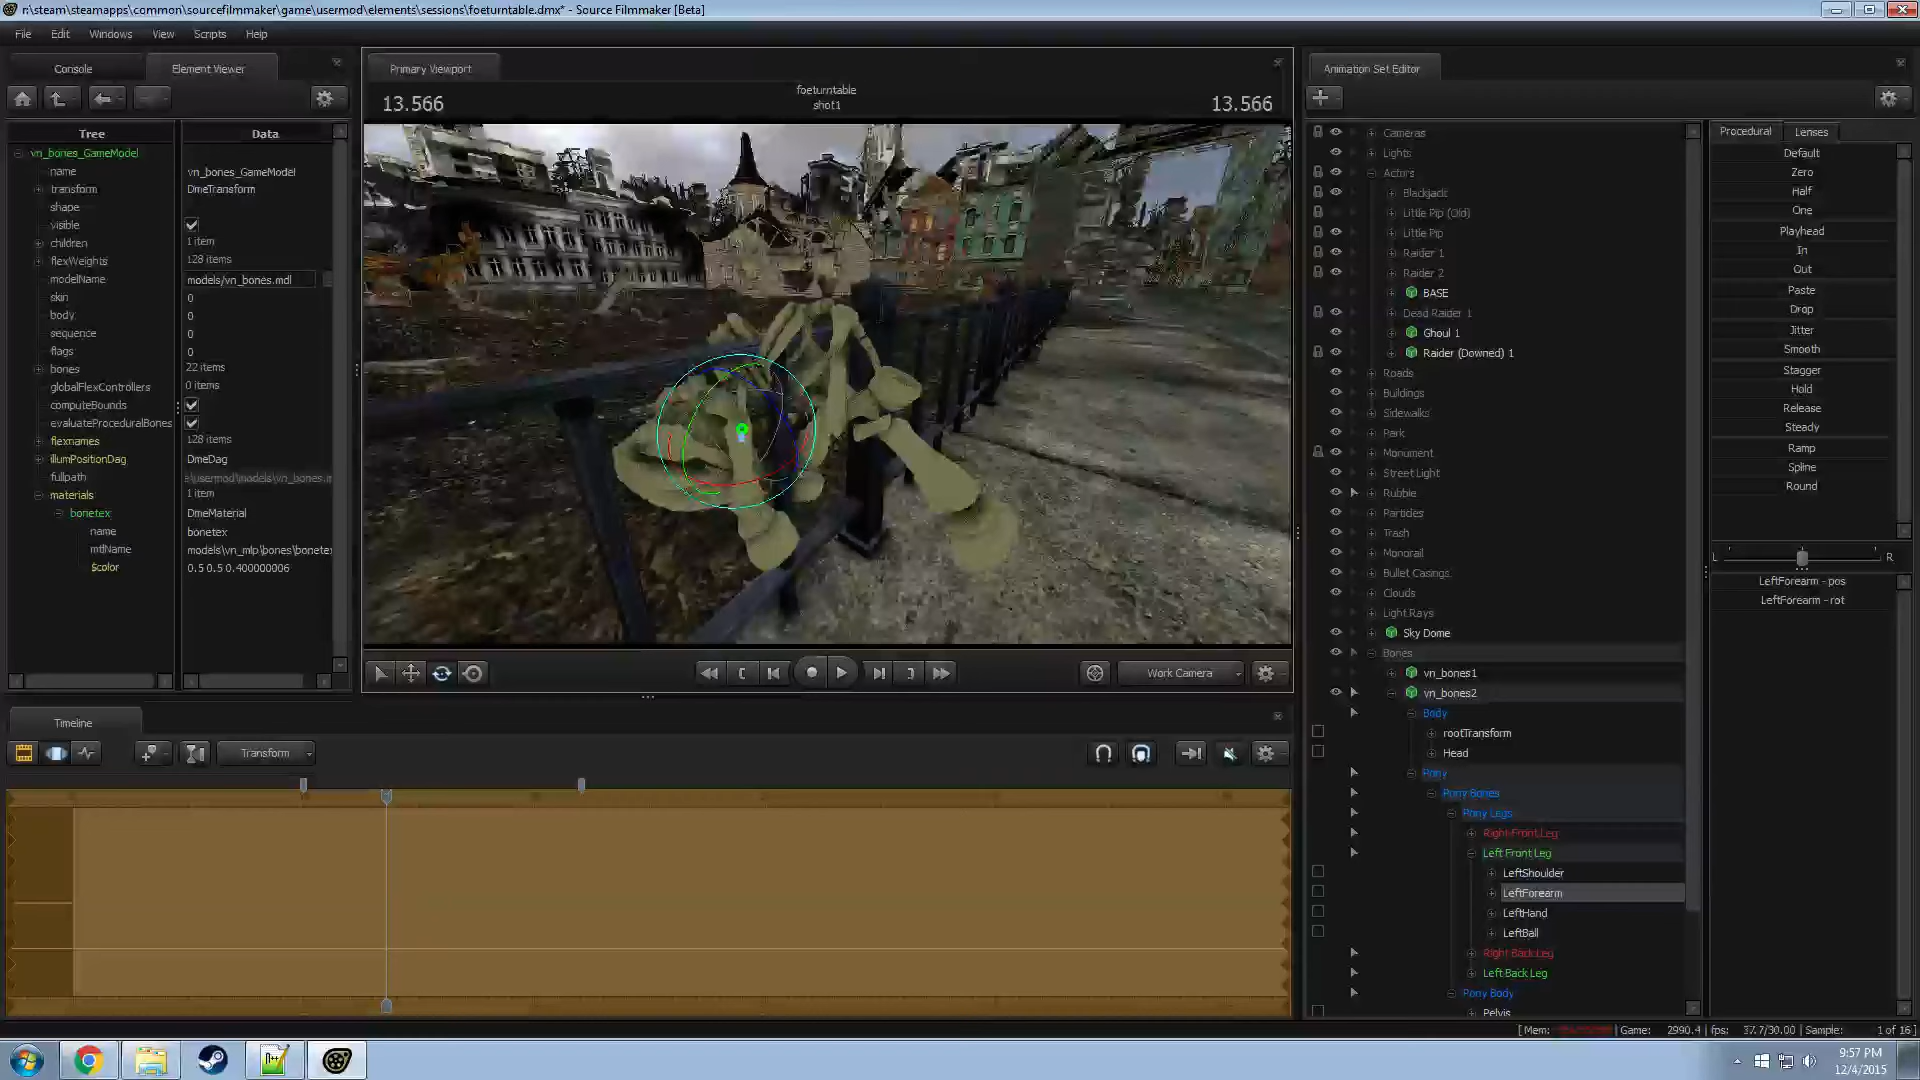 r:\steam\steamapps\common\sourcefilmmaker\game\usermod\elements\sessions\foeturntable.dmx* - Source Filmmaker [Beta]
File Edit Windows View Scripts Help
Console Element Viewer
Tree Data
vn_bones_GameModel
name vn_bones_GameModel
transform DmeTransform
shape
visible
children 1 item
flexWeights 128 items
modelName models/vn_bones.mdl
skin 0
body 0
sequence 0
flags 0
bones 22 items
globalFlexControllers 0 items
computeBounds
evaluateProceduralBones
flexnames 128 items
illumPositionDag DmeDag
fullpath e:\usermod\models\vn_bones.m
materials 1 item
bonetex DmeMaterial
name bonetex
mtlName models\vn_mlp\bones\bonetex
$color 0.5 0.5 0.400000006
Primary Viewport
foeturntable
13.566 shot1 13.566
Work Camera
Timeline
Transform
Animation Set Editor
Cameras
Lights
Actors
Blackjack
Little Pip (Old)
Little Pip
Raider 1
Raider 2
BASE
Dead Raider 1
Ghoul 1
Raider (Downed) 1
Roads
Buildings
Sidewalks
Park
Monument
Street Light
Rubble
Particles
Trash
Monorail
Bullet Casings
Clouds
Light Rays
Sky Dome
Bones
vn_bones1
vn_bones2
Body
rootTransform
Head
Pony
Pony Bones
Pony Legs
Right Front Leg
Left Front Leg
LeftShoulder
LeftForearm
LeftHand
LeftBall
Right Back Leg
Left Back Leg
Pony Body
Pelvis
Procedural Lenses
Default
Zero
Half
One
Playhead
In
Out
Paste
Drop
Jitter
Smooth
Stagger
Hold
Release
Steady
Ramp
Spline
Round
L R
LeftForearm - pos
LeftForearm - rot
[ Mem: | Game: 2990.4 | fps: 37.7/30.00 | Sample: 1 of 16 ]
9:57 PM
12/4/2015